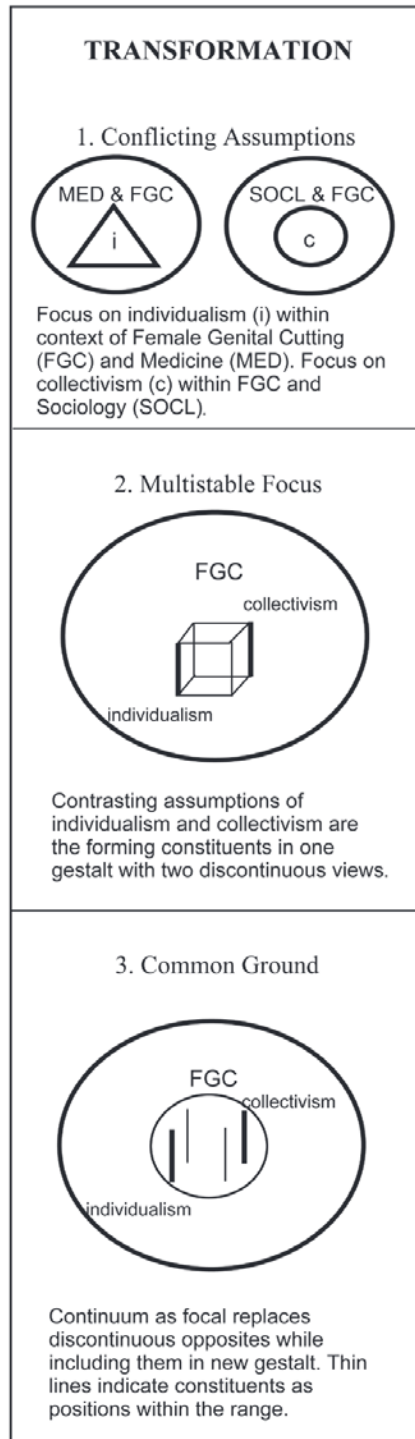 TRANSFORMATION
1. Conflicting Assumptions
MED & FGC
i
SOCL & FGC
c
Focus on individualism (i) within
context of Female Genital Cutting
(FGC) and Medicine (MED). Focus on
collectivism (c) within FGC and
Sociology (SOCL).
2. Multistable Focus
FGC
collectivism
individualism
Contrasting assumptions of
individualism and collectivism are
the forming constituents in one
gestalt with two discontinuous views.
3. Common Ground
FGC
collectivism
individualism
Continuum as focal replaces
discontinuous opposites while
including them in new gestalt. Thin
lines indicate constituents as
positions within the range.